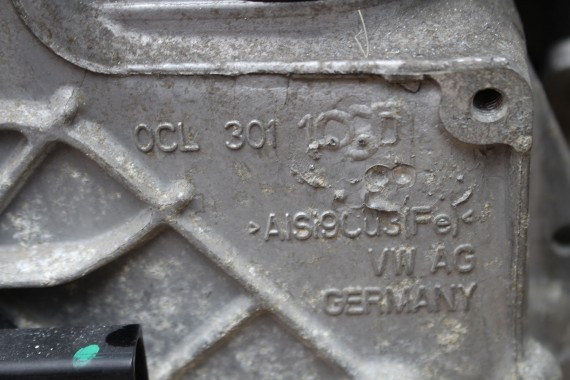 0CL 301
>AlSi9Cu3(Fe)<
VW AG
GERMANY